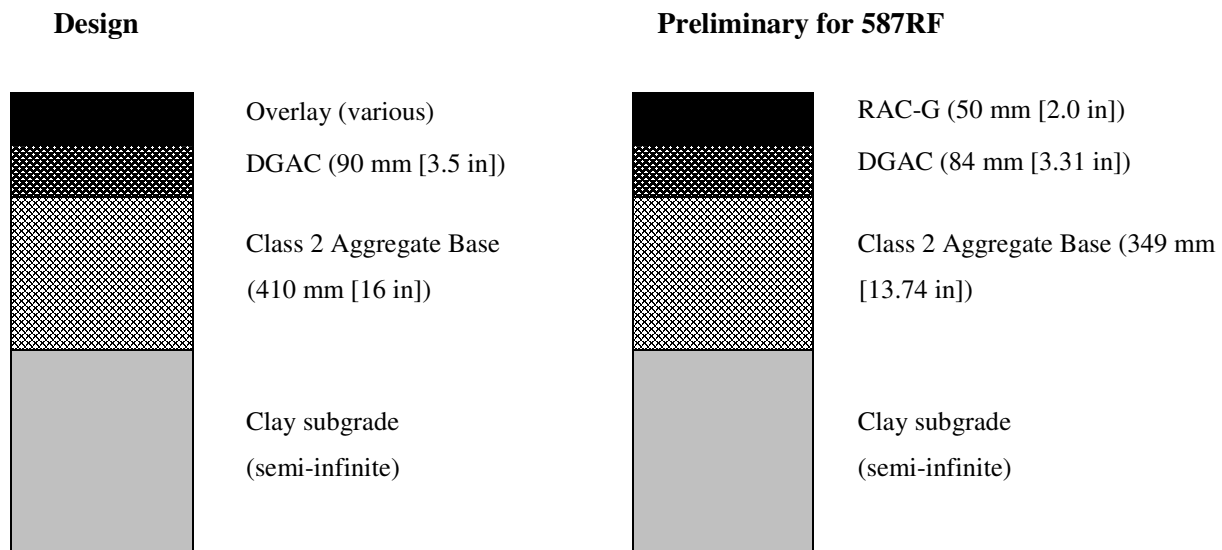 Design
Overlay (various)
DGAC (90 mm [3.5 in])
Class 2 Aggregate Base
(410 mm [16 in])
Clay subgrade
(semi-infinite)
Preliminary for 587RF
RAC-G (50 mm [2.0 in])
DGAC (84 mm [3.31 in])
Class 2 Aggregate Base (349 mm
[13.74 in])
Clay subgrade
(semi-infinite)